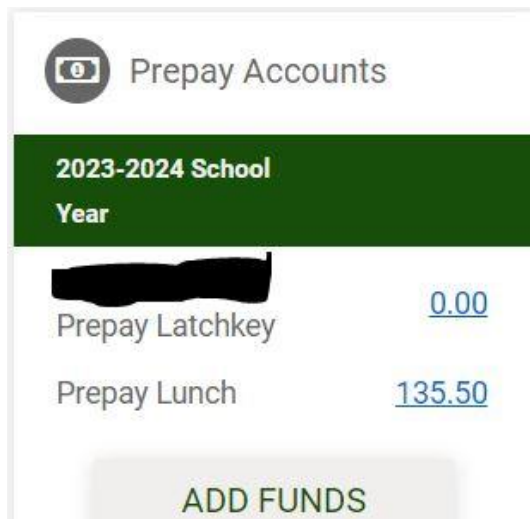 Prepay Accounts
2023-2024 School
Year
Prepay Latchkey 0.00
Prepay Lunch 135.50
ADD FUNDS